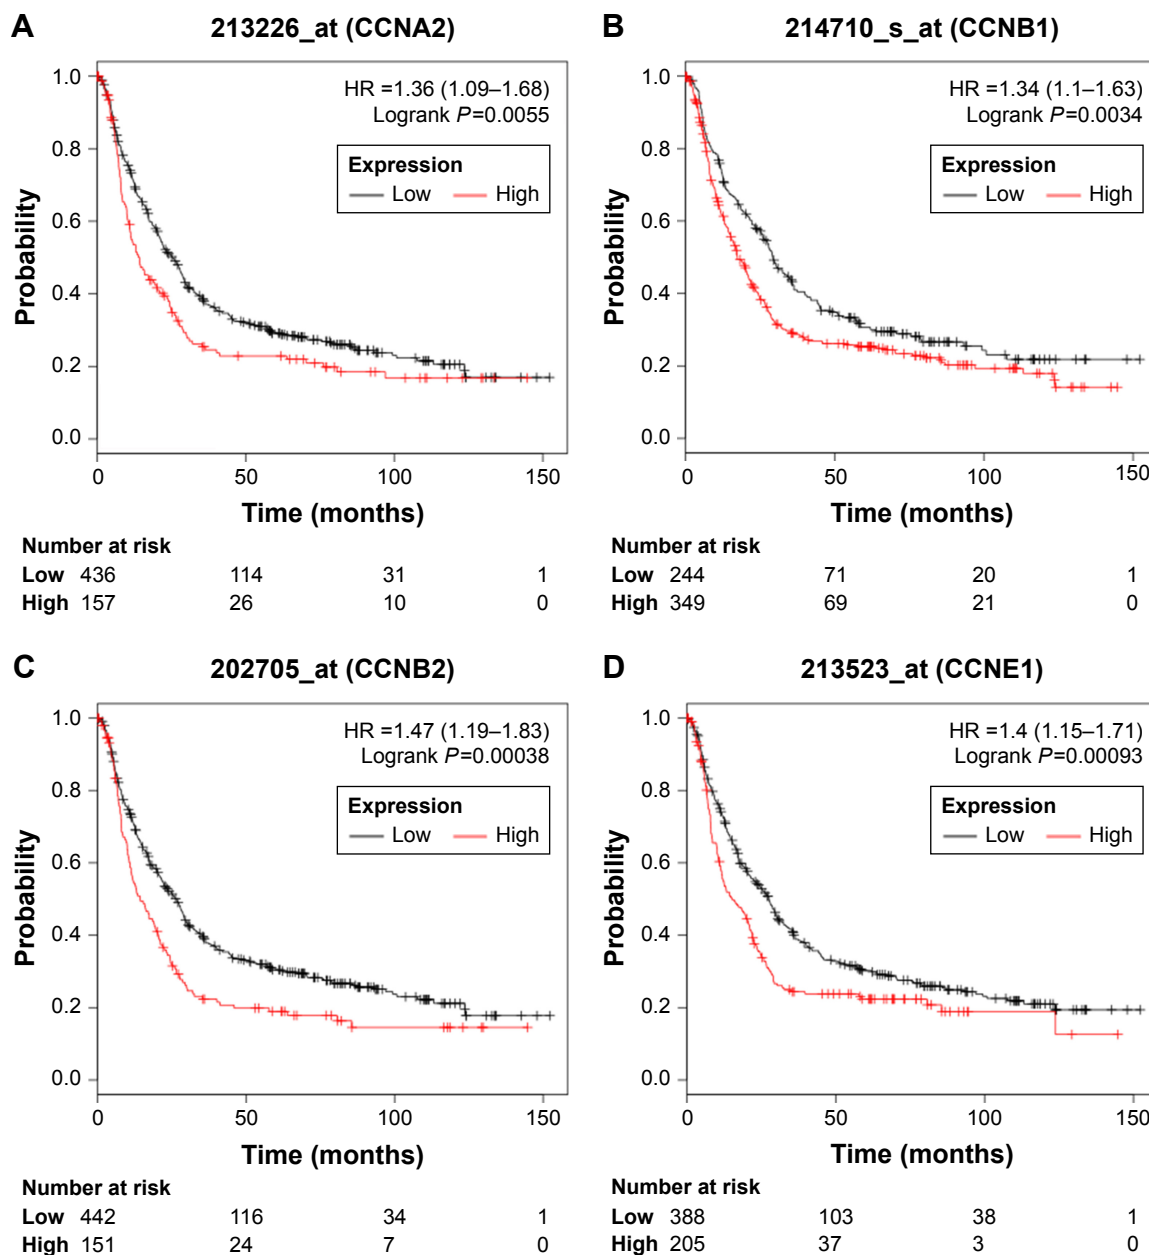 A
213226_at (CCNA2)
HR =1.36 (1.09–1.68)
Logrank P=0.0055
Expression
Low High
Probability
1.0
0.8
0.6
0.4
0.2
0.0
0 50 100 150
Time (months)
Number at risk
Low 436 114 31 1
High 157 26 10 0
B
214710_s_at (CCNB1)
HR =1.34 (1.1–1.63)
Logrank P=0.0034
Expression
Low High
Probability
1.0
0.8
0.6
0.4
0.2
0.0
0 50 100 150
Time (months)
Number at risk
Low 244 71 20 1
High 349 69 21 0
C
202705_at (CCNB2)
HR =1.47 (1.19–1.83)
Logrank P=0.00038
Expression
Low High
Probability
1.0
0.8
0.6
0.4
0.2
0.0
0 50 100 150
Time (months)
Number at risk
Low 442 116 34 1
High 151 24 7 0
D
213523_at (CCNE1)
HR =1.4 (1.15–1.71)
Logrank P=0.00093
Expression
Low High
Probability
1.0
0.8
0.6
0.4
0.2
0.0
0 50 100 150
Time (months)
Number at risk
Low 388 103 38 1
High 205 37 3 0